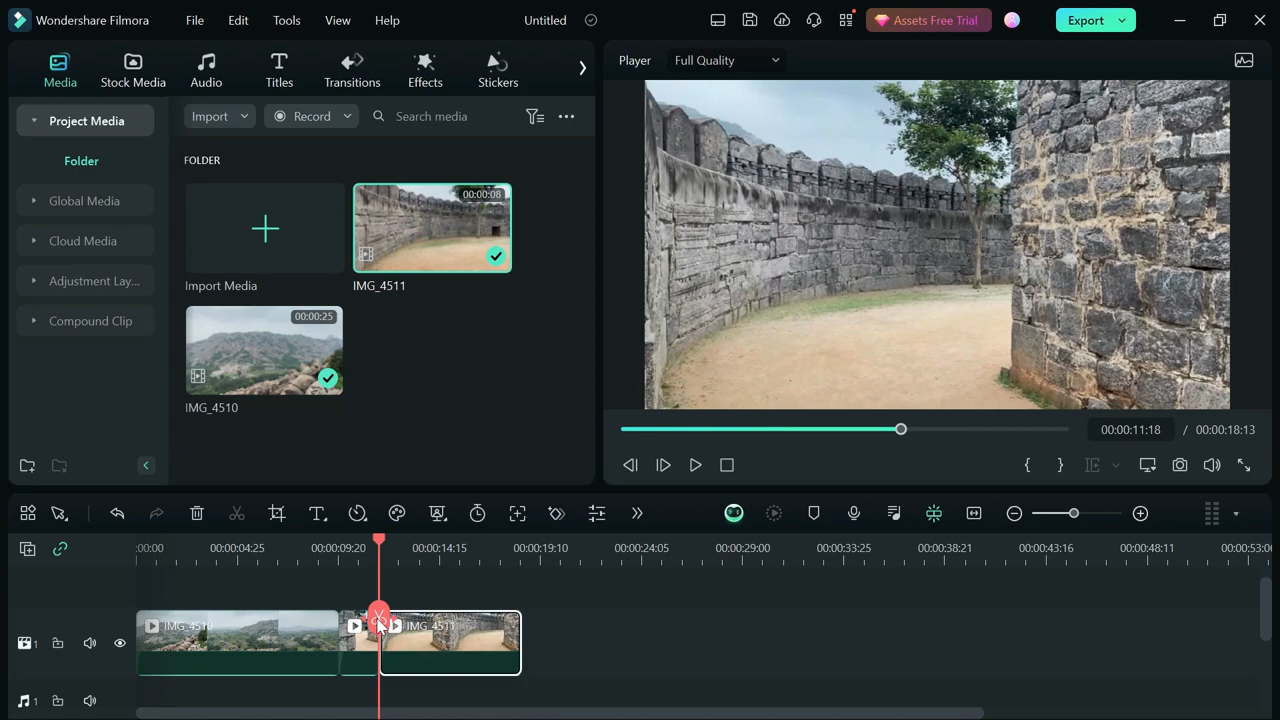 Wondershare Filmora
File
Edit
Tools
View
Help
Untitled
Assets Free Trial
Export
Media
Stock Media
Audio
Titles
Transitions
Effects
Stickers
Player
Full Quality
Project Media
Folder
Global Media
Cloud Media
Adjustment Lay...
Compound Clip
Import
Record
Search media
FOLDER
Import Media
00:00:08
IMG_4511
00:00:25
IMG_4510
00:00:11:18 / 00:00:18:13
:00:00
00:00:04:25
00:00:09:20
00:00:14:15
00:00:19:10
00:00:24:05
00:00:29:00
00:00:33:25
00:00:38:21
00:00:43:16
00:00:48:11
00:00:53:0
IMG_4510
IMG_4511
1
1